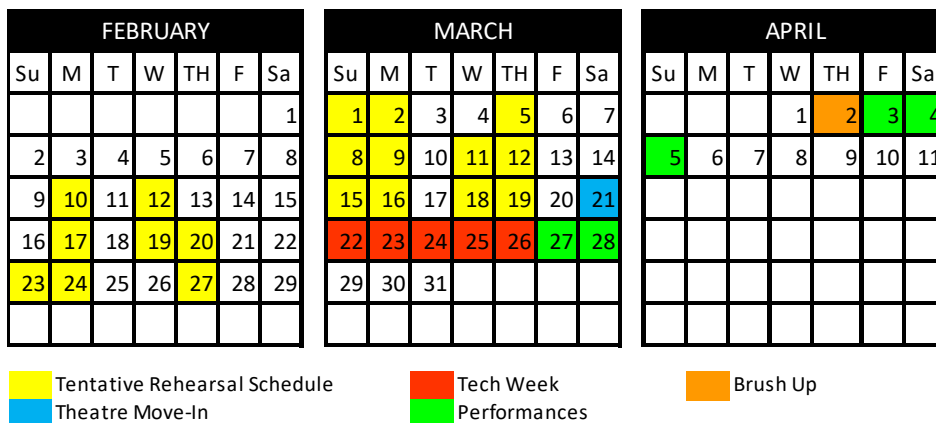 FEBRUARY MARCH APRIL
Su M T W TH F Sa Su M T W TH F Sa Su M T W TH F Sa
1 1 2 3 4 5 6 7 1 2 3 4
2 3 4 5 6 7 8 8 9 10 11 12 13 14 5 6 7 8 9 10 11
9 10 11 12 13 14 15 15 16 17 18 19 20 21
16 17 18 19 20 21 22 22 23 24 25 26 27 28
23 24 25 26 27 28 29 29 30 31
Tentative Rehearsal Schedule Tech Week Brush Up
Theatre Move-In Performances